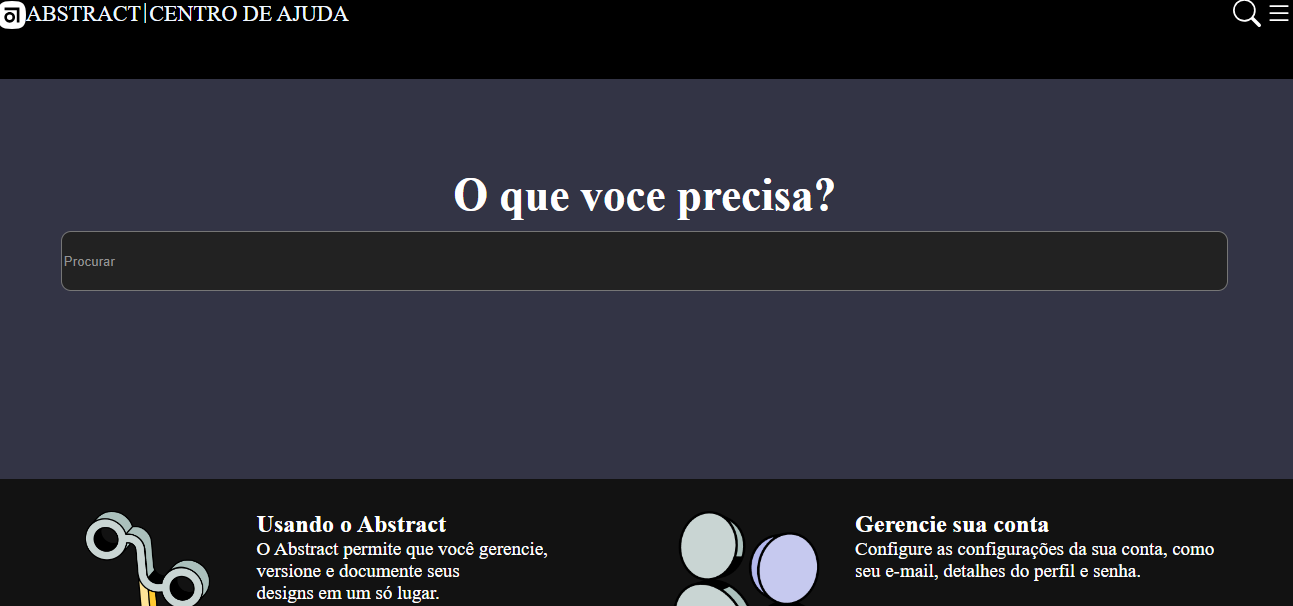 ABSTRACT|CENTRO DE AJUDA
O que voce precisa?
Procurar
Usando o Abstract
O Abstract permite que você gerencie,
versione e documente seus
designs em um só lugar.
Gerencie sua conta
Configure as configurações da sua conta, como
seu e-mail, detalhes do perfil e senha.